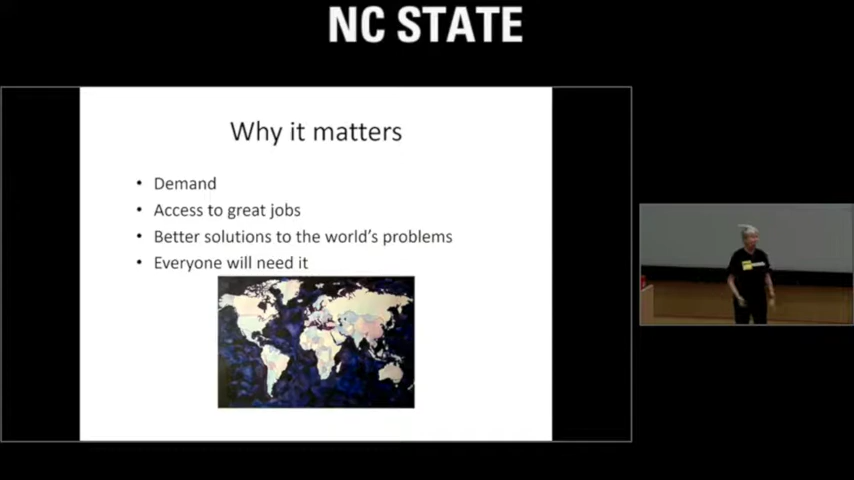 NC STATE
Why it matters
• Demand
• Access to great jobs
• Better solutions to the world's problems
• Everyone will need it